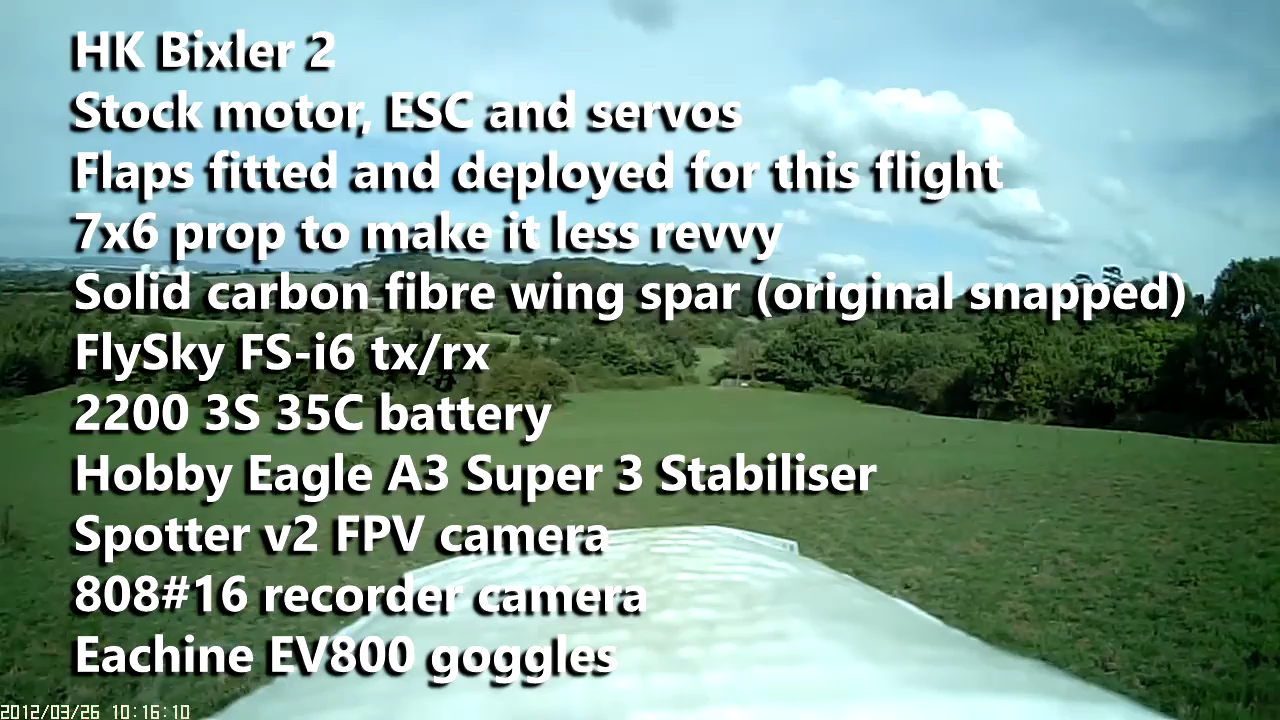 HK Bixler 2
Stock motor, ESC and servos
Flaps fitted and deployed for this flight
7x6 prop to make it less revvy
Solid carbon fibre wing spar (original snapped)
FlySky FS-i6 tx/rx
2200 3S 35C battery
Hobby Eagle A3 Super 3 Stabiliser
Spotter v2 FPV camera
808#16 recorder camera
Eachine EV800 goggles
2012/03/26 10:16:10